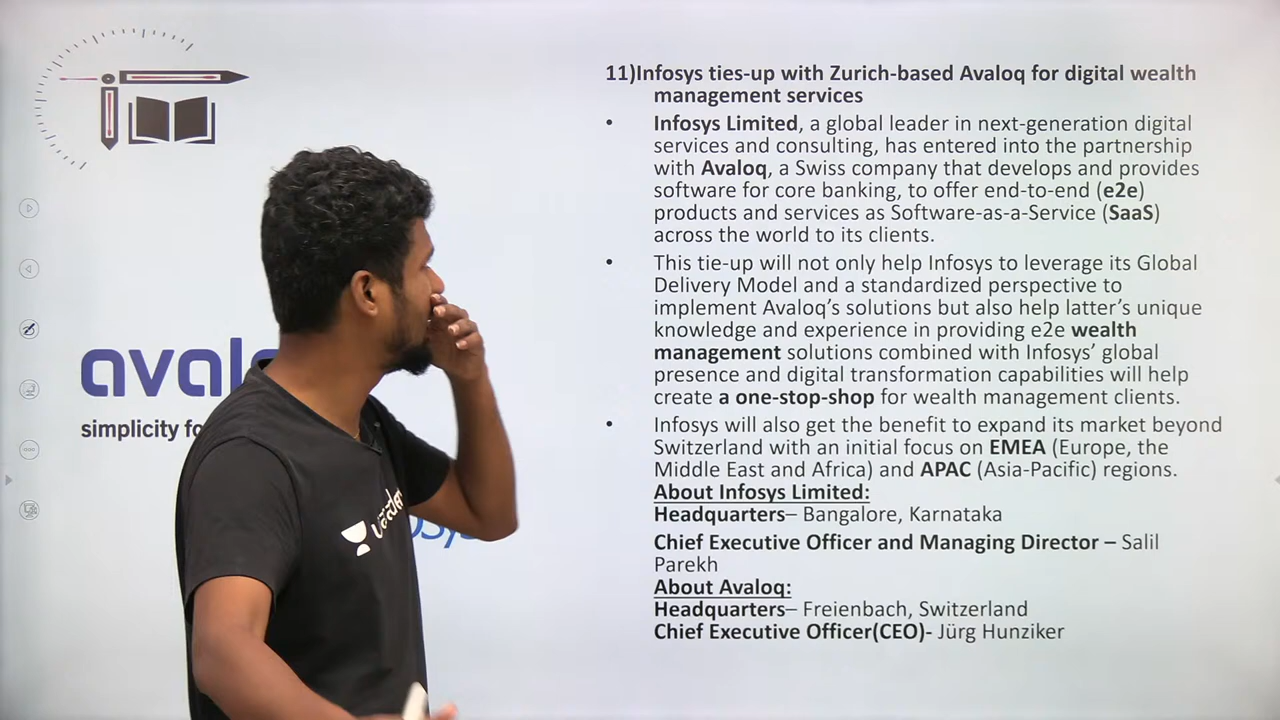 11)Infosys ties-up with Zurich-based Avaloq for digital wealth
management services
• Infosys Limited, a global leader in next-generation digital
services and consulting, has entered into the partnership
with Avaloq, a Swiss company that develops and provides
software for core banking, to offer end-to-end (e2e)
products and services as Software-as-a-Service (SaaS)
across the world to its clients.
• This tie-up will not only help Infosys to leverage its Global
Delivery Model and a standardized perspective to
implement Avaloq’s solutions but also help latter’s unique
knowledge and experience in providing e2e wealth
management solutions combined with Infosys’ global
presence and digital transformation capabilities will help
create a one-stop-shop for wealth management clients.
• Infosys will also get the benefit to expand its market beyond
Switzerland with an initial focus on EMEA (Europe, the
Middle East and Africa) and APAC (Asia-Pacific) regions.
About Infosys Limited:
Headquarters– Bangalore, Karnataka
Chief Executive Officer and Managing Director – Salil
Parekh
About Avaloq:
Headquarters– Freienbach, Switzerland
Chief Executive Officer(CEO)- Jürg Hunziker
simplicity